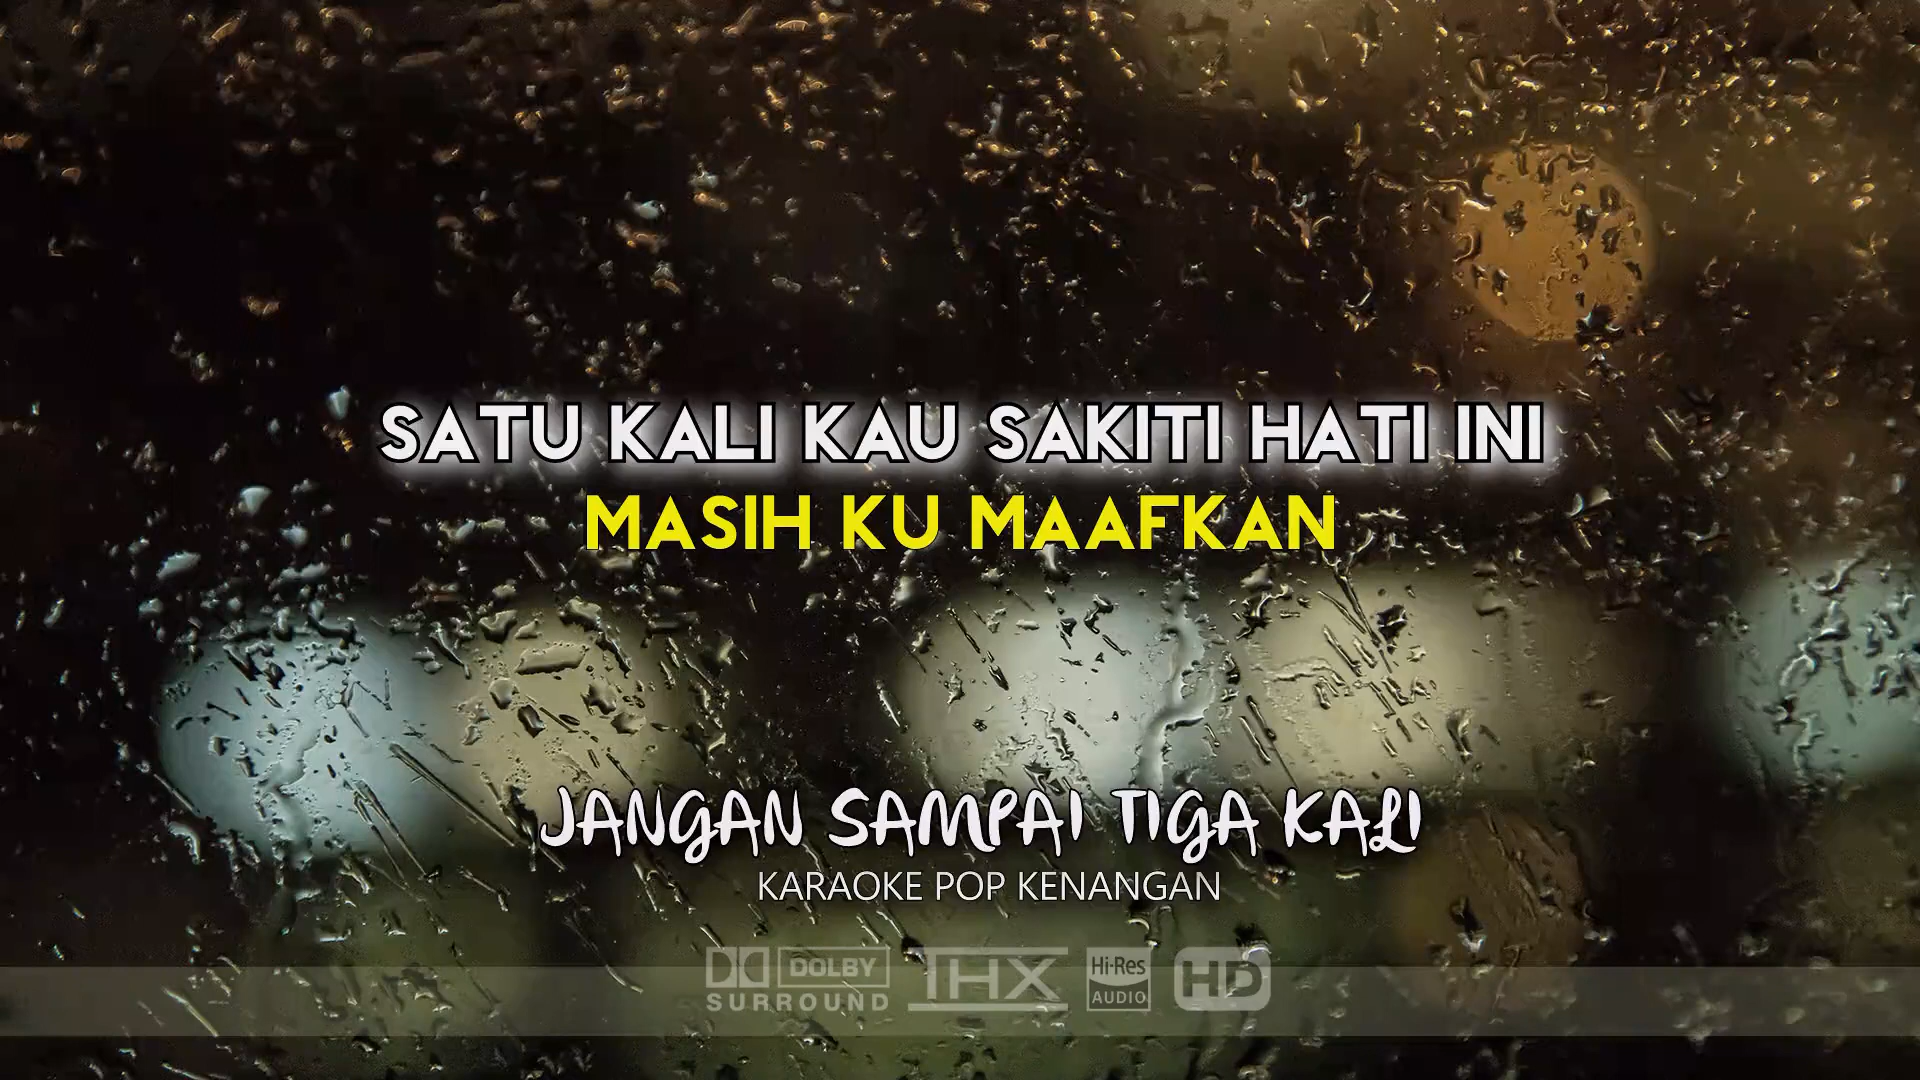 SATU KALI KAU SAKITI HATI INI
MASIH KU MAAFKAN
JANGAN SAMPAI TIGA KALI
KARAOKE POP KENANGAN
DOLBY SURROUND THX Hi-Res AUDIO HD